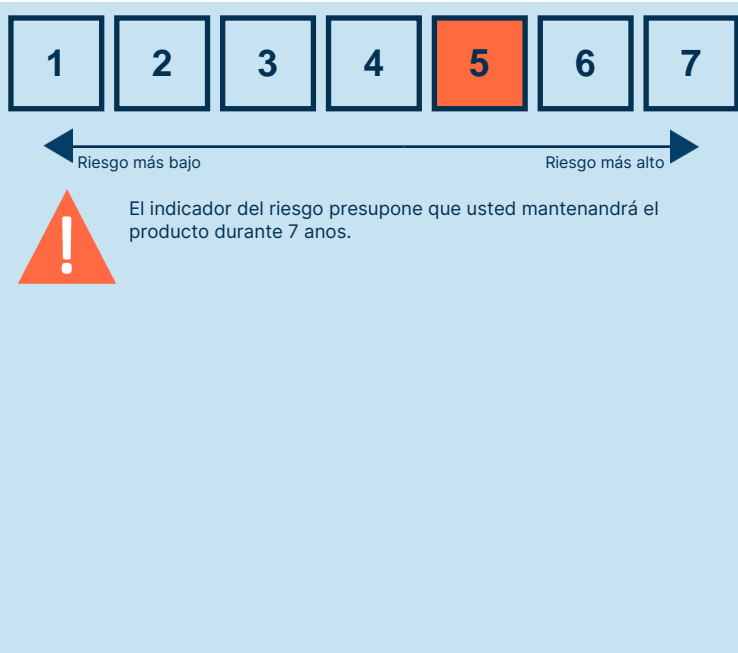 1 2 3 4 5 6 7
Riesgo más bajo Riesgo más alto
!
El indicador del riesgo presupone que usted mantenandrá el
producto durante 7 anos.